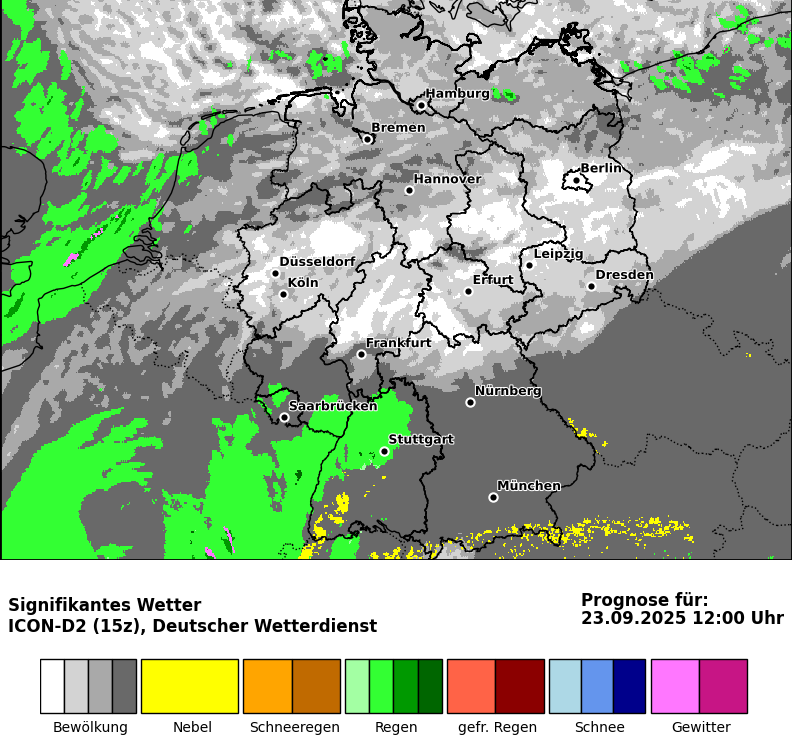 Hamburg
Bremen
Berlin
Hannover
Leipzig
Düsseldorf
Dresden
Köln
Erfurt
Frankfurt
Nürnberg
Saarbrücken
Stuttgart
München
Signifikantes Wetter
ICON-D2 (15z), Deutscher Wetterdienst
Prognose für:
23.09.2025 12:00 Uhr
Bewölkung Nebel Schneeregen Regen gefr. Regen Schnee Gewitter